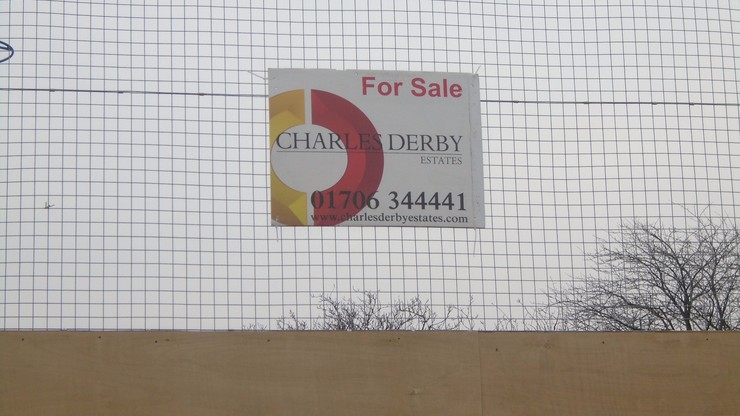 For Sale
CHARLES DERBY
ESTATES
01706 344441
www.charlesderbyestates.com